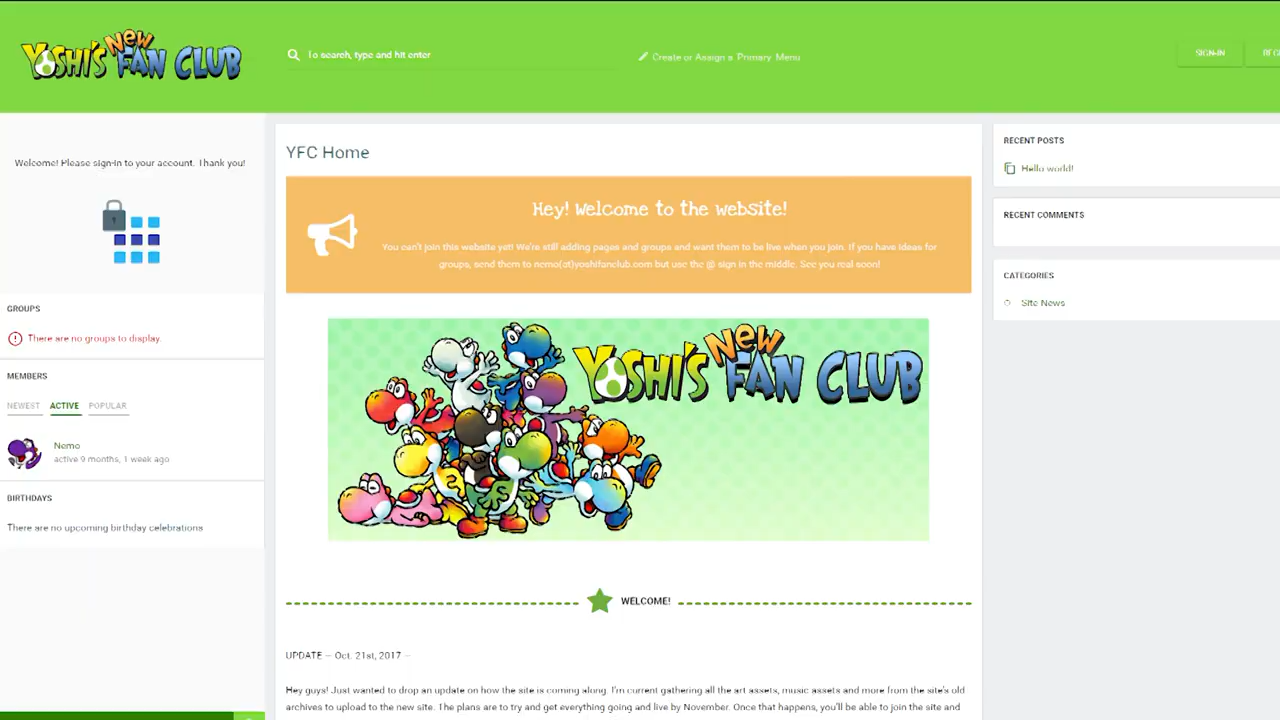 YOSHI'S New FAN CLUB
To search, type and hit enter
Create or Assign a 'Primary' Menu
SIGN-IN
REG
Welcome! Please sign-in to your account. Thank you!
GROUPS
There are no groups to display.
MEMBERS
NEWEST ACTIVE POPULAR
Nemo
active 9 months, 1 week ago
BIRTHDAYS
There are no upcoming birthday celebrations
YFC Home
Hey! Welcome to the website!
You can't join this website yet! We're still adding pages and groups and want them to be live when you join. If you have ideas for
groups, send them to nemo(at)yoshifanclub.com but use the @ sign in the middle. See you real soon!
YOSHI'S New FAN CLUB
WELCOME!
UPDATE – Oct. 21st, 2017 –
Hey guys! Just wanted to drop an update on how the site is coming along. I'm current gathering all the art assets, music assets and more from the site's old
archives to upload to the new site. The plans are to try and get everything going and live by November. Once that happens, you'll be able to join the site and
RECENT POSTS
Hello world!
RECENT COMMENTS
CATEGORIES
Site News